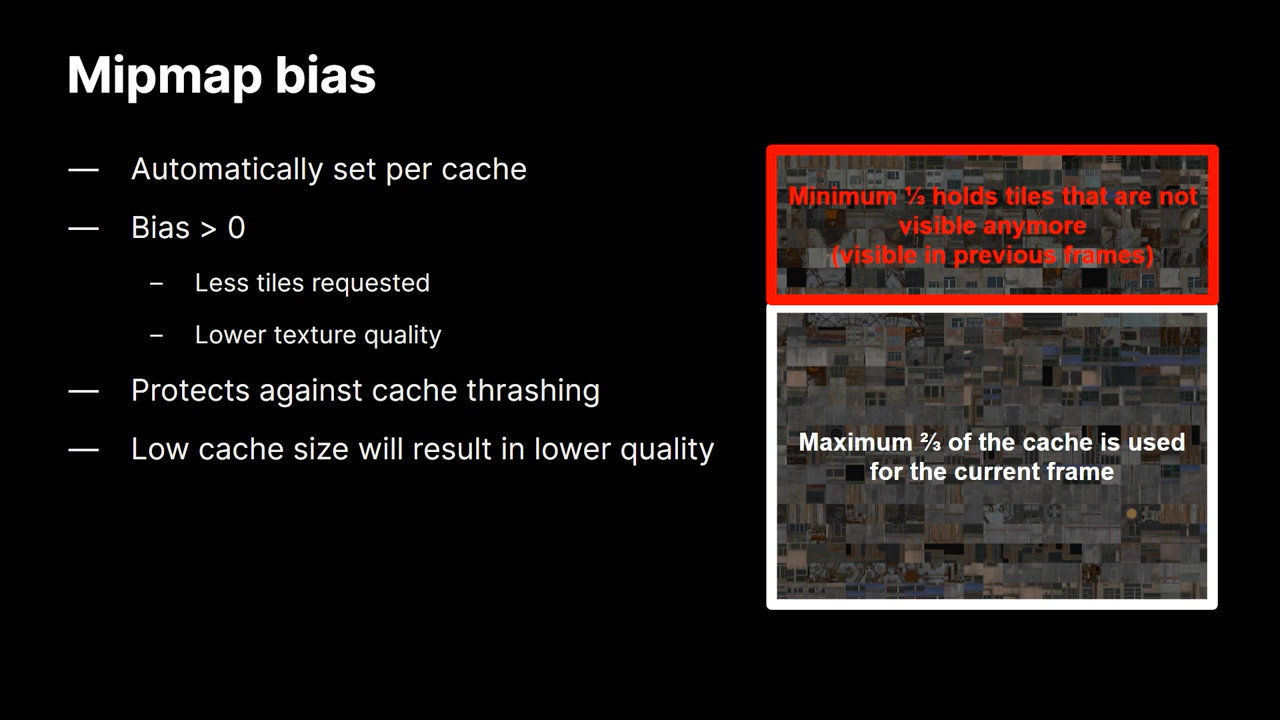 Mipmap bias
— Automatically set per cache
— Bias > 0
– Less tiles requested
– Lower texture quality
— Protects against cache thrashing
— Low cache size will result in lower quality
Minimum ⅓ holds tiles that are not
visible anymore
(visible in previous frames)
Maximum ⅔ of the cache is used
for the current frame